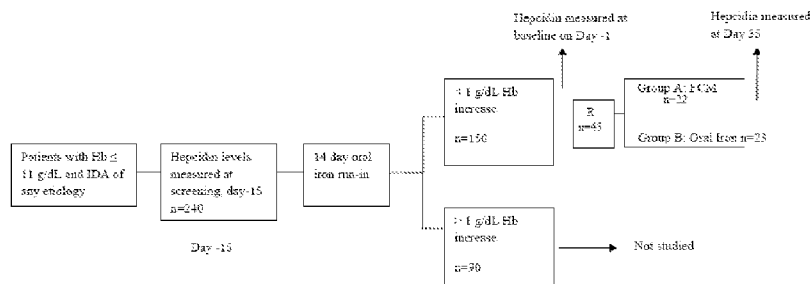 Hepcidin measured at
baseline on Day -1
Hepcidin measured
at Day 35
Patients with Hb ≤
11 g/dL and IDA of
any etiology
Hepcidin levels
measured at
screening, day-15
n=240
Day -15
14 day oral
iron run-in
1 g/dL Hb
increase
n=150
R
n=45
Group A: FCM
n=22
Group B: Oral Iron n=23
1 g/dL Hb
increase
n=90
Not studied